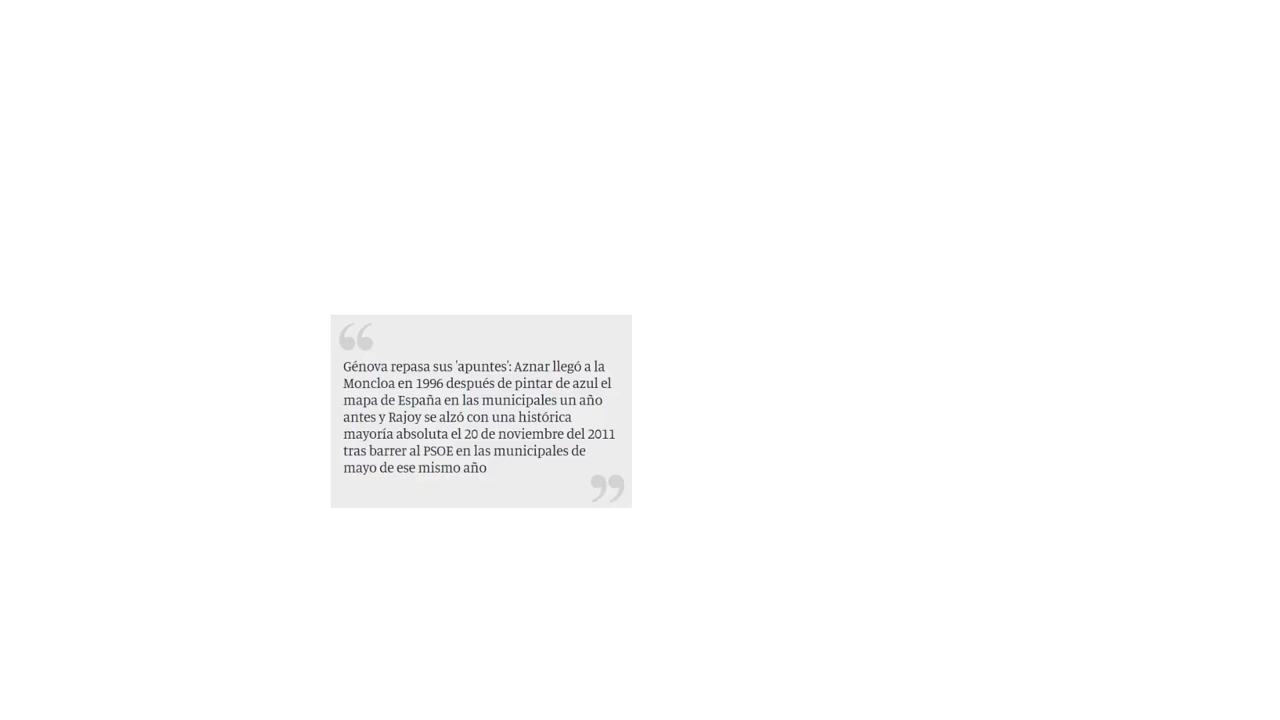 Génova repasa sus 'apuntes': Aznar llegó a la
Moncloa en 1996 después de pintar de azul el
mapa de España en las municipales un año
antes y Rajoy se alzó con una histórica
mayoría absoluta el 20 de noviembre del 2011
tras barrer al PSOE en las municipales de
mayo de ese mismo año